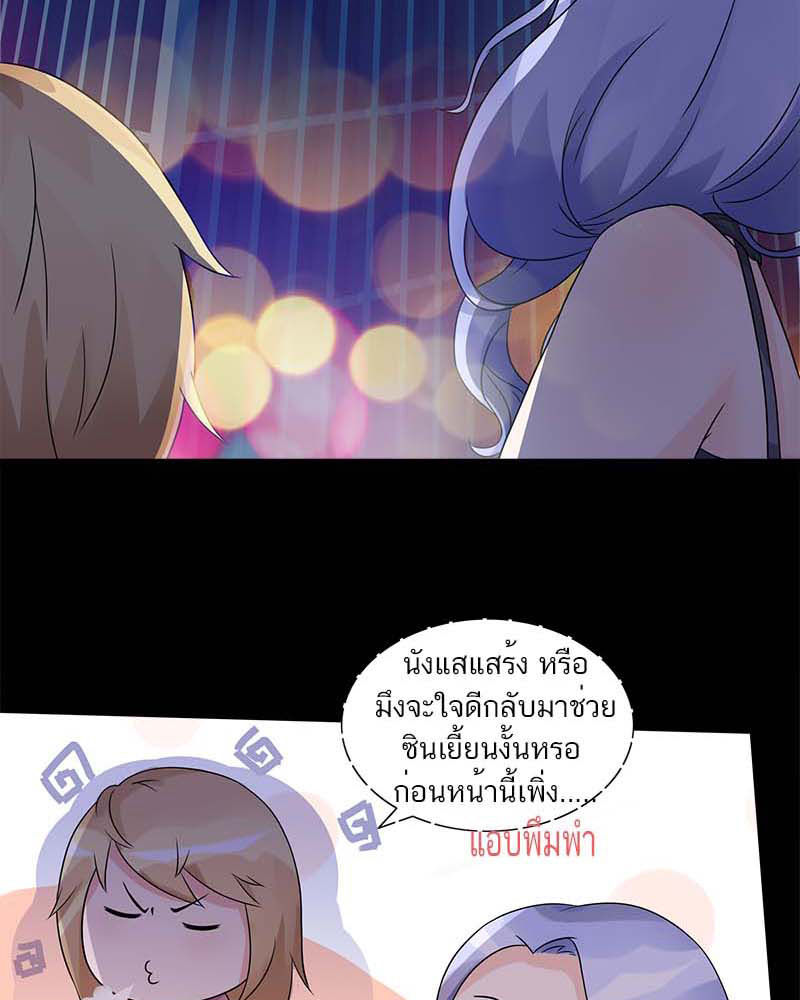 นังแสแสร้ง หรือ
มึงจะใจดีกลับมาช่วย
ซินเยี้ยนงั้นหรอ
ก่อนหน้านี้เพิ่ง.....
แอบพึมพำ